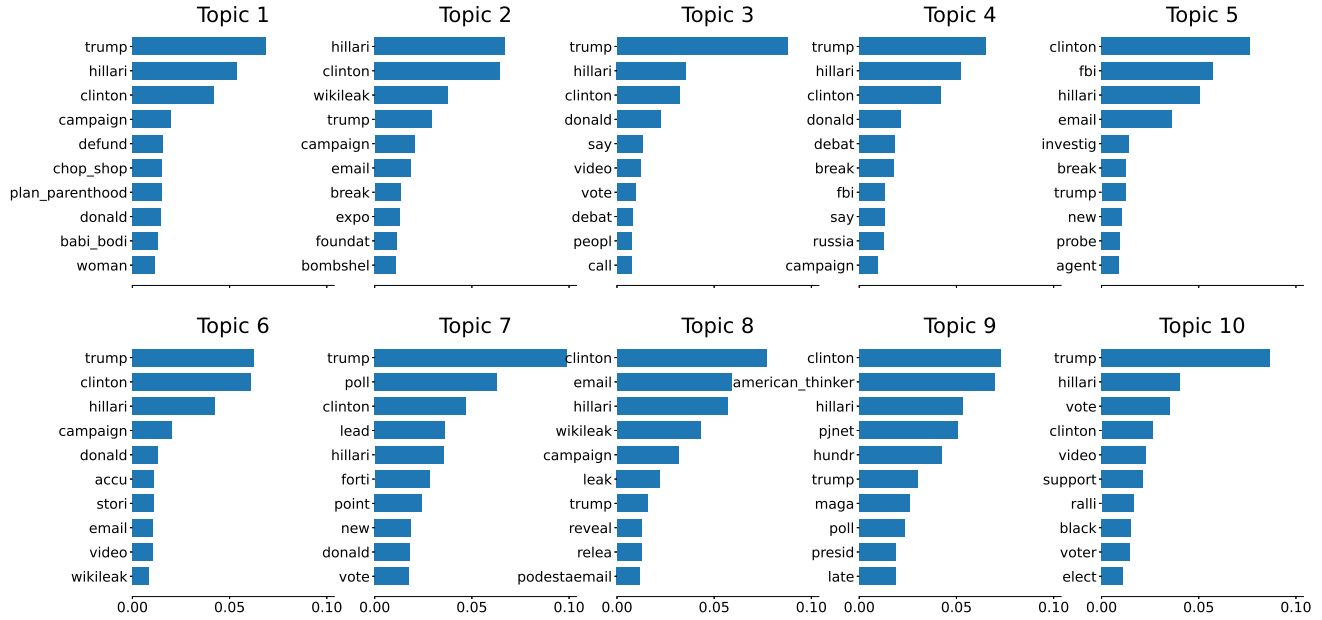 Topic 1
trump
hillari
clinton
campaign
defund
chop_shop
plan_parenthood
donald
babi_bodi
woman
Topic 2
hillari
clinton
wikileak
trump
campaign
email
break
expo
foundat
bombshel
Topic 3
trump
hillari
clinton
donald
say
video
vote
debat
peopl
call
Topic 4
trump
hillari
clinton
donald
debat
break
fbi
say
russia
campaign
Topic 5
clinton
fbi
hillari
email
investig
break
trump
new
probe
agent
Topic 6
trump
clinton
hillari
campaign
donald
accu
stori
email
video
wikileak
0.00 0.05 0.10
Topic 7
trump
poll
clinton
lead
hillari
forti
point
new
donald
vote
0.00 0.05 0.10
Topic 8
clinton
email
hillari
wikileak
campaign
leak
trump
reveal
relea
podestaemail
0.00 0.05 0.10
Topic 9
clinton
american_thinker
hillari
pjnet
hundr
trump
maga
poll
presid
late
0.00 0.05 0.10
Topic 10
trump
hillari
vote
clinton
video
support
ralli
black
voter
elect
0.00 0.05 0.10